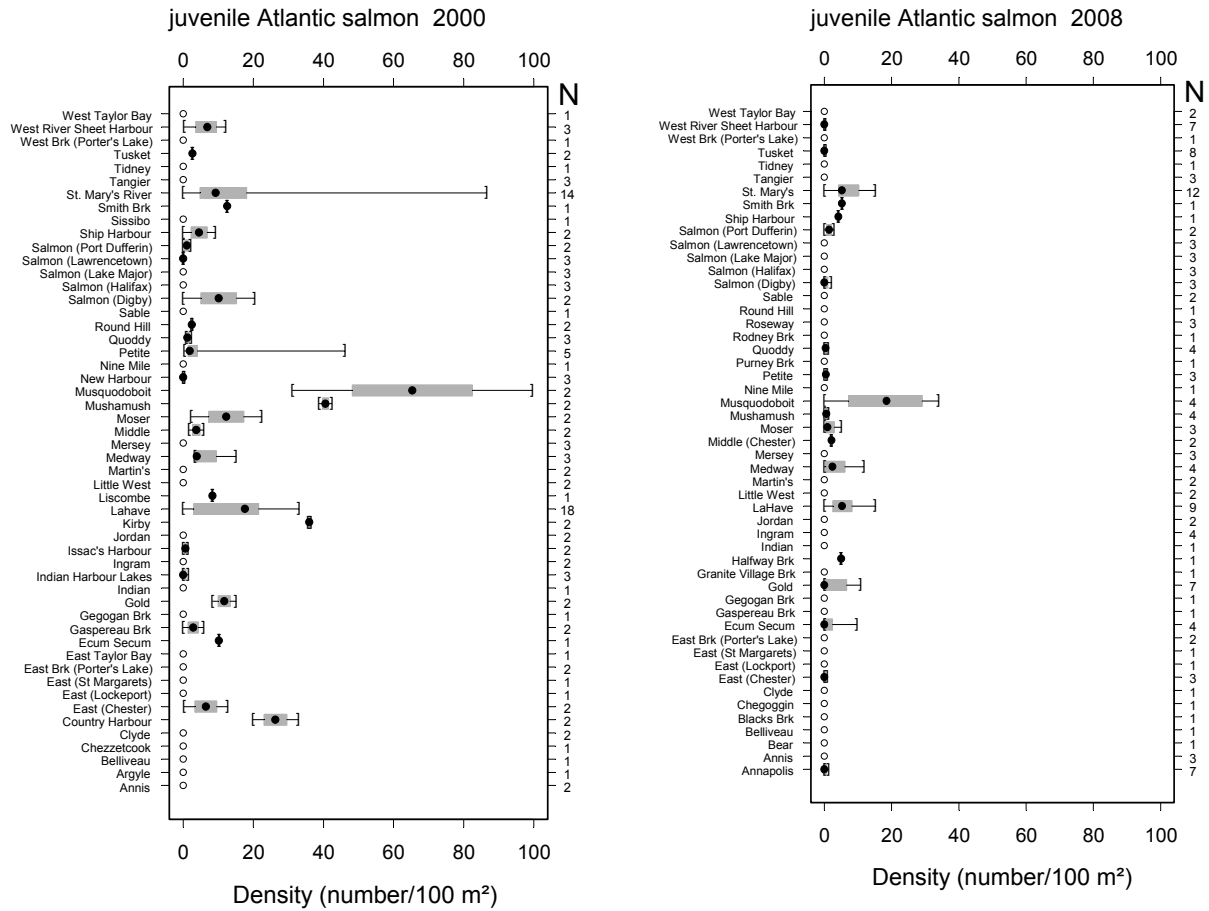 juvenile Atlantic salmon 2000
0 20 40 60 80 100
N
West Taylor Bay 1
West River Sheet Harbour 3
West Brk (Porter's Lake) 1
Tusket 2
Tidney 1
Tangier 3
St. Mary's River 14
Smith Brk 1
Sissibo 1
Ship Harbour 2
Salmon (Port Dufferin) 2
Salmon (Lawrencetown) 3
Salmon (Lake Major) 3
Salmon (Halifax) 3
Salmon (Digby) 2
Sable 1
Round Hill 2
Quoddy 3
Petite 5
Nine Mile 1
New Harbour 3
Musquodoboit 2
Mushamush 2
Moser 2
Middle 2
Mersey 3
Medway 3
Martin's 2
Little West 2
Liscombe 1
Lahave 18
Kirby 2
Jordan 2
Issac's Harbour 2
Ingram 2
Indian Harbour Lakes 3
Indian 1
Gold 2
Gegogan Brk 1
Gaspereau Brk 2
Ecum Secum 1
East Taylor Bay 1
East Brk (Porter's Lake) 2
East (St Margarets) 1
East (Lockeport) 1
East (Chester) 2
Country Harbour 2
Clyde 2
Chezzetcook 1
Belliveau 1
Argyle 1
Annis 2
0 20 40 60 80 100
Density (number/100 m²)
juvenile Atlantic salmon 2008
0 20 40 60 80 100
N
West Taylor Bay 2
West River Sheet Harbour 7
West Brk (Porter's Lake) 1
Tusket 8
Tidney 1
Tangier 3
St. Mary's 12
Smith Brk 1
Ship Harbour 1
Salmon (Port Dufferin) 2
Salmon (Lawrencetown) 3
Salmon (Lake Major) 3
Salmon (Halifax) 3
Salmon (Digby) 3
Sable 2
Round Hill 1
Roseway 3
Rodney Brk 1
Quoddy 4
Purney Brk 1
Petite 3
Nine Mile 1
Musquodoboit 4
Mushamush 4
Moser 3
Middle (Chester) 2
Mersey 3
Medway 4
Martin's 2
Little West 2
LaHave 9
Jordan 2
Ingram 4
Indian 1
Halfway Brk 1
Granite Village Brk 1
Gold 7
Gegogan Brk 1
Gaspereau Brk 1
Ecum Secum 4
East Brk (Porter's Lake) 2
East (St Margarets) 1
East (Lockport) 1
East (Chester) 3
Clyde 1
Chegoggin 1
Blacks Brk 1
Belliveau 1
Bear 1
Annis 3
Annapolis 7
0 20 40 60 80 100
Density (number/100 m²)